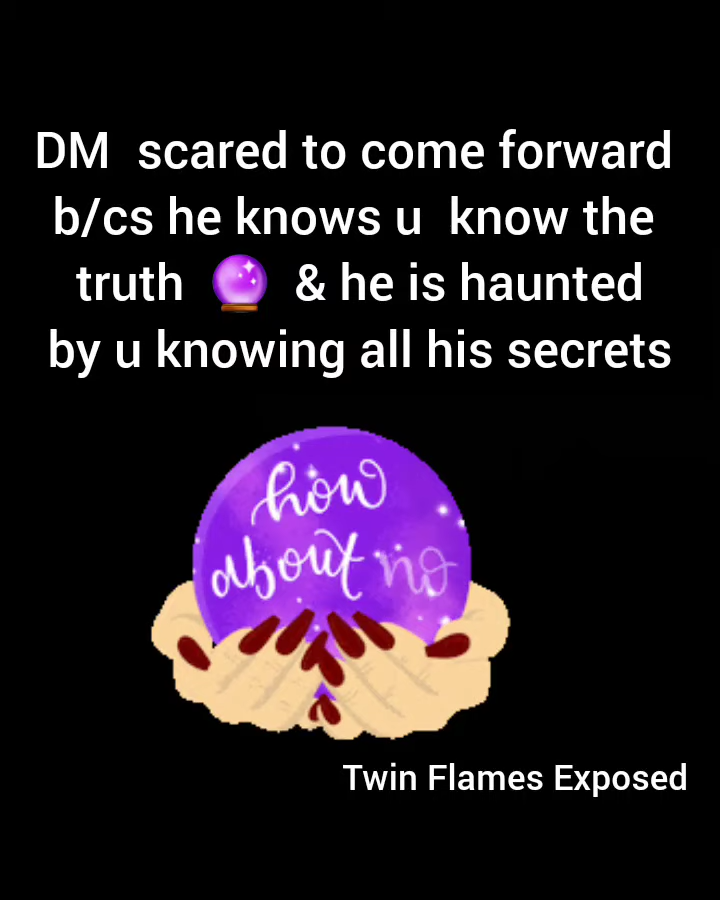 DM scared to come forward
b/cs he knows u know the
truth 🔮 & he is haunted
by u knowing all his secrets
how
about no
Twin Flames Exposed